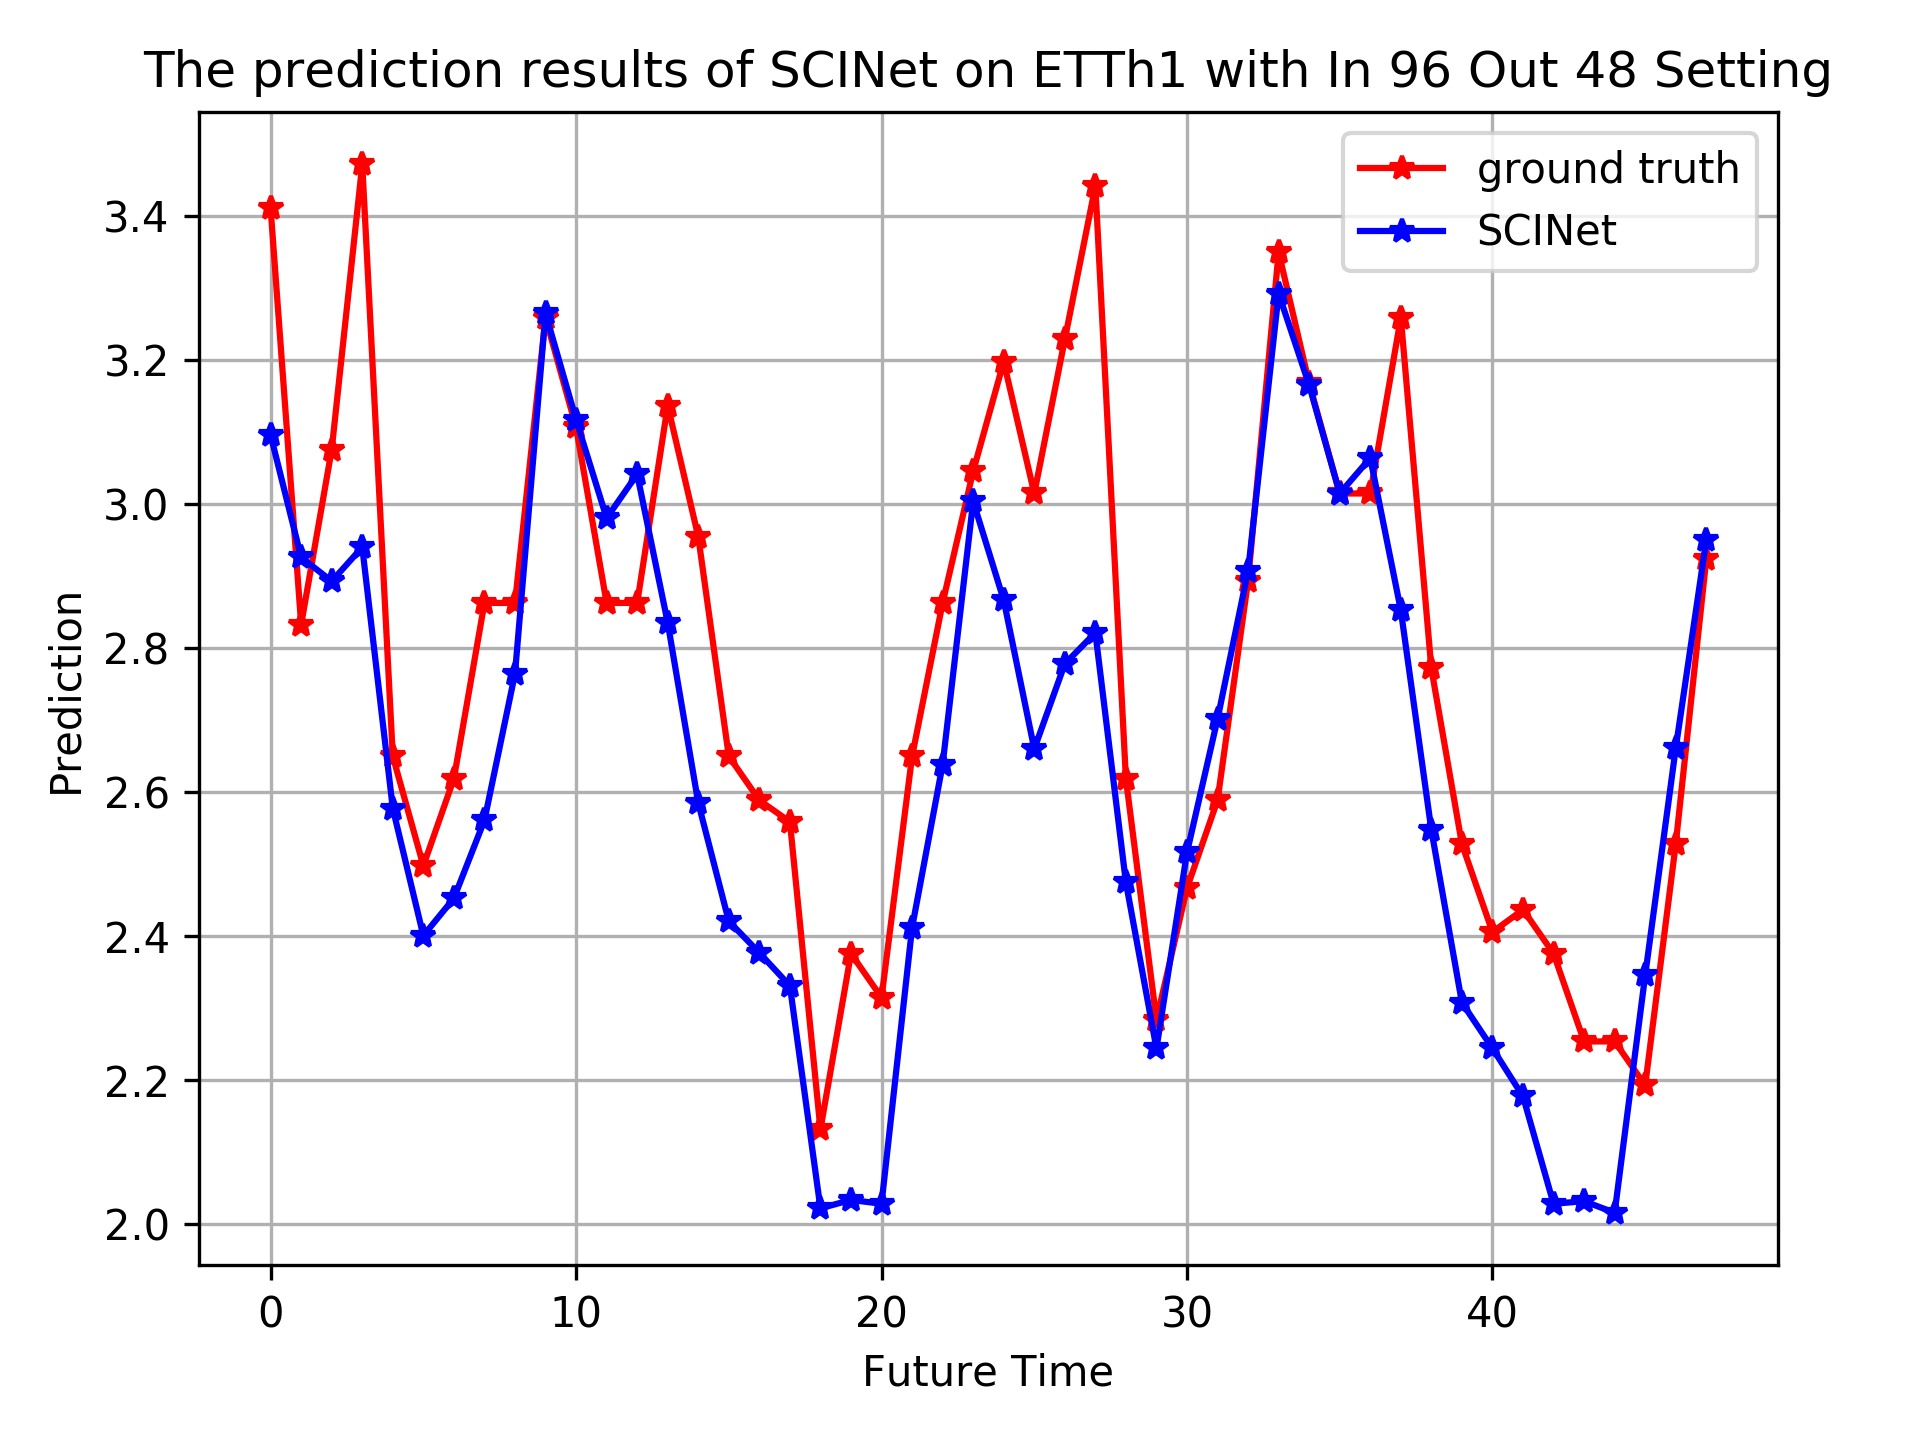 The prediction results of SCINet on ETTh1 with In 96 Out 48 Setting
ground truth
SCINet
Prediction
3.4
3.2
3.0
2.8
2.6
2.4
2.2
2.0
0 10 20 30 40
Future Time